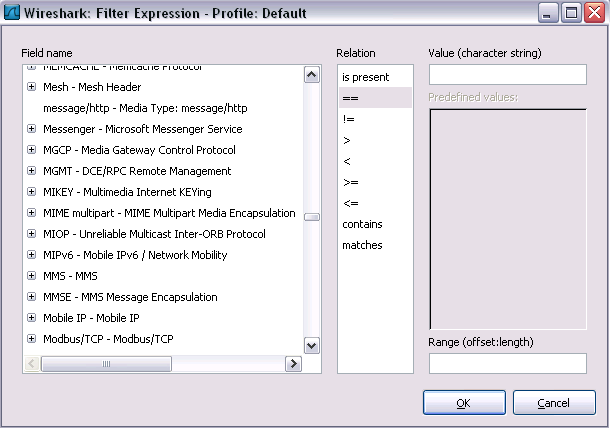 Wireshark: Filter Expression - Profile: Default
Field name
MEMCACHE - Memcache Protocol
Mesh - Mesh Header
message/http - Media Type: message/http
Messenger - Microsoft Messenger Service
MGCP - Media Gateway Control Protocol
MGMT - DCE/RPC Remote Management
MIKEY - Multimedia Internet KEYing
MIME multipart - MIME Multipart Media Encapsulation
MIOP - Unreliable Multicast Inter-ORB Protocol
MIPv6 - Mobile IPv6 / Network Mobility
MMS - MMS
MMSE - MMS Message Encapsulation
Mobile IP - Mobile IP
Modbus/TCP - Modbus/TCP
Relation
is present
==
!=
>
<
>=
<=
contains
matches
Value (character string)
Predefined values:
Range (offset:length)
OK
Cancel